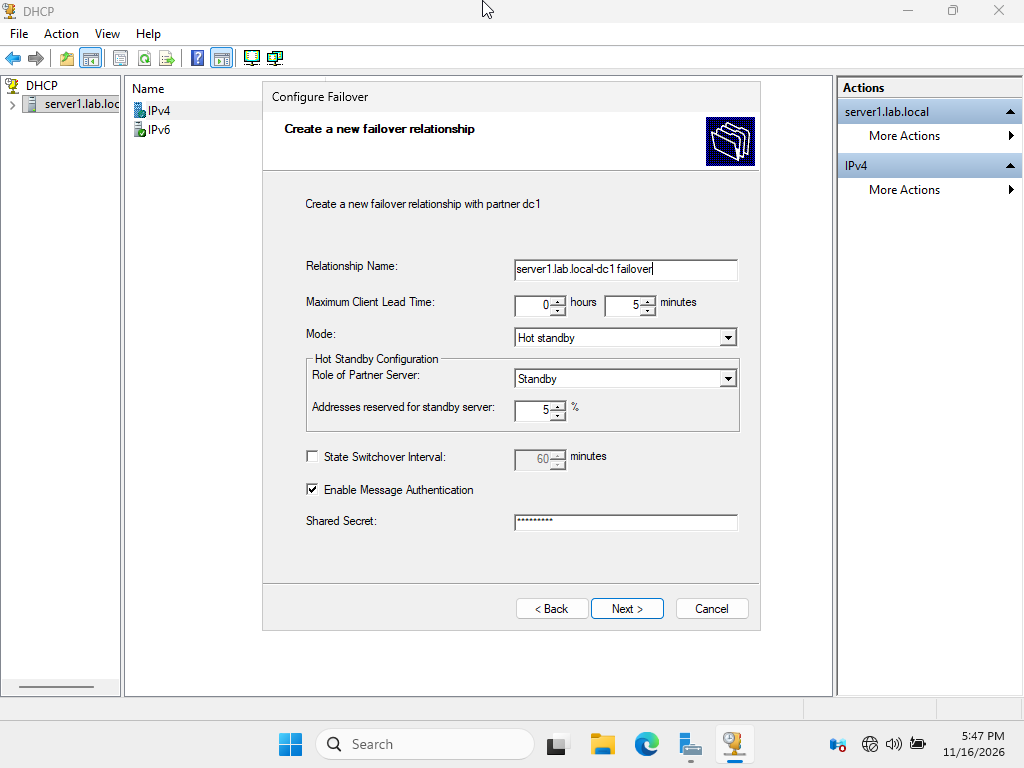 DHCP
File Action View Help
DHCP
server1.lab.loc
Name
IPv4
IPv6
Configure Failover
Create a new failover relationship
Create a new failover relationship with partner dc1
Relationship Name:
server1.lab.local-dc1 failover
Maximum Client Lead Time:
0 hours 5 minutes
Mode:
Hot standby
Hot Standby Configuration
Role of Partner Server:
Standby
Addresses reserved for standby server:
5 %
State Switchover Interval:
60 minutes
Enable Message Authentication
Shared Secret:
*********
< Back Next > Cancel
Actions
server1.lab.local
More Actions
IPv4
More Actions
Search
5:47 PM
11/16/2026